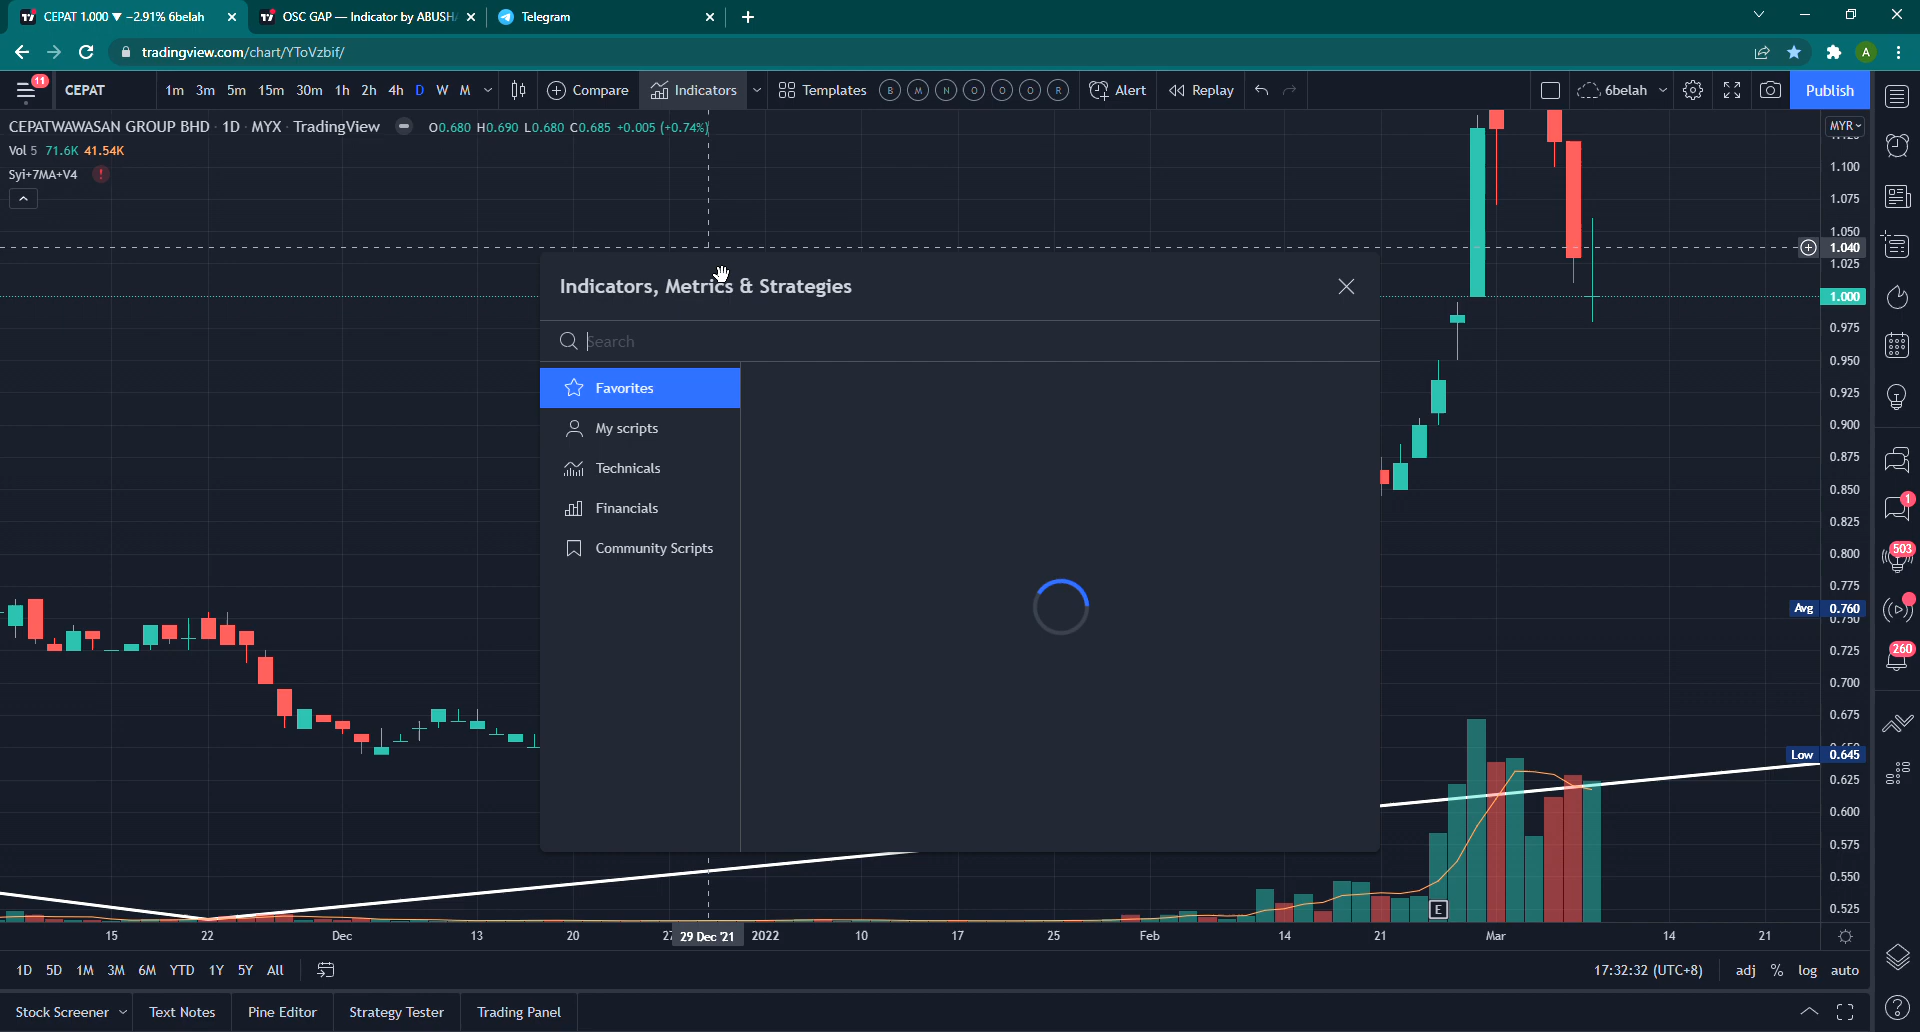 CEPAT 1.000 ▼ −2.91% 6belah
OSC GAP — Indicator by ABUSH
Telegram
tradingview.com/chart/YToVzbif/
A
11
CEPAT
1m 3m 5m 15m 30m 1h 2h 4h D W M
Compare
Indicators
Templates
B M N O O O R
Alert
Replay
6belah
Publish
CEPATWAWASAN GROUP BHD · 1D · MYX · TradingView
O0.680 H0.690 L0.680 C0.685 +0.005 (+0.74%)
MYR
Vol 5 71.6K 41.54K
Syi+7MA+V4
1.100
1.075
1.050
1.040
1.025
1.000
0.975
0.950
0.925
0.900
0.875
0.850
0.825
0.800
0.775
Avg 0.760
0.750
0.725
0.700
0.675
Low 0.645
0.625
0.600
0.575
0.550
0.525
Indicators, Metrics & Strategies
Search
Favorites
My scripts
Technicals
Financials
Community Scripts
1
503
260
E
15 22 Dec 13 20 27 29 Dec '21 2022 10 17 25 Feb 14 21 Mar 14 21
1D 5D 1M 3M 6M YTD 1Y 5Y All
17:32:32 (UTC+8)
adj % log auto
Stock Screener
Text Notes
Pine Editor
Strategy Tester
Trading Panel